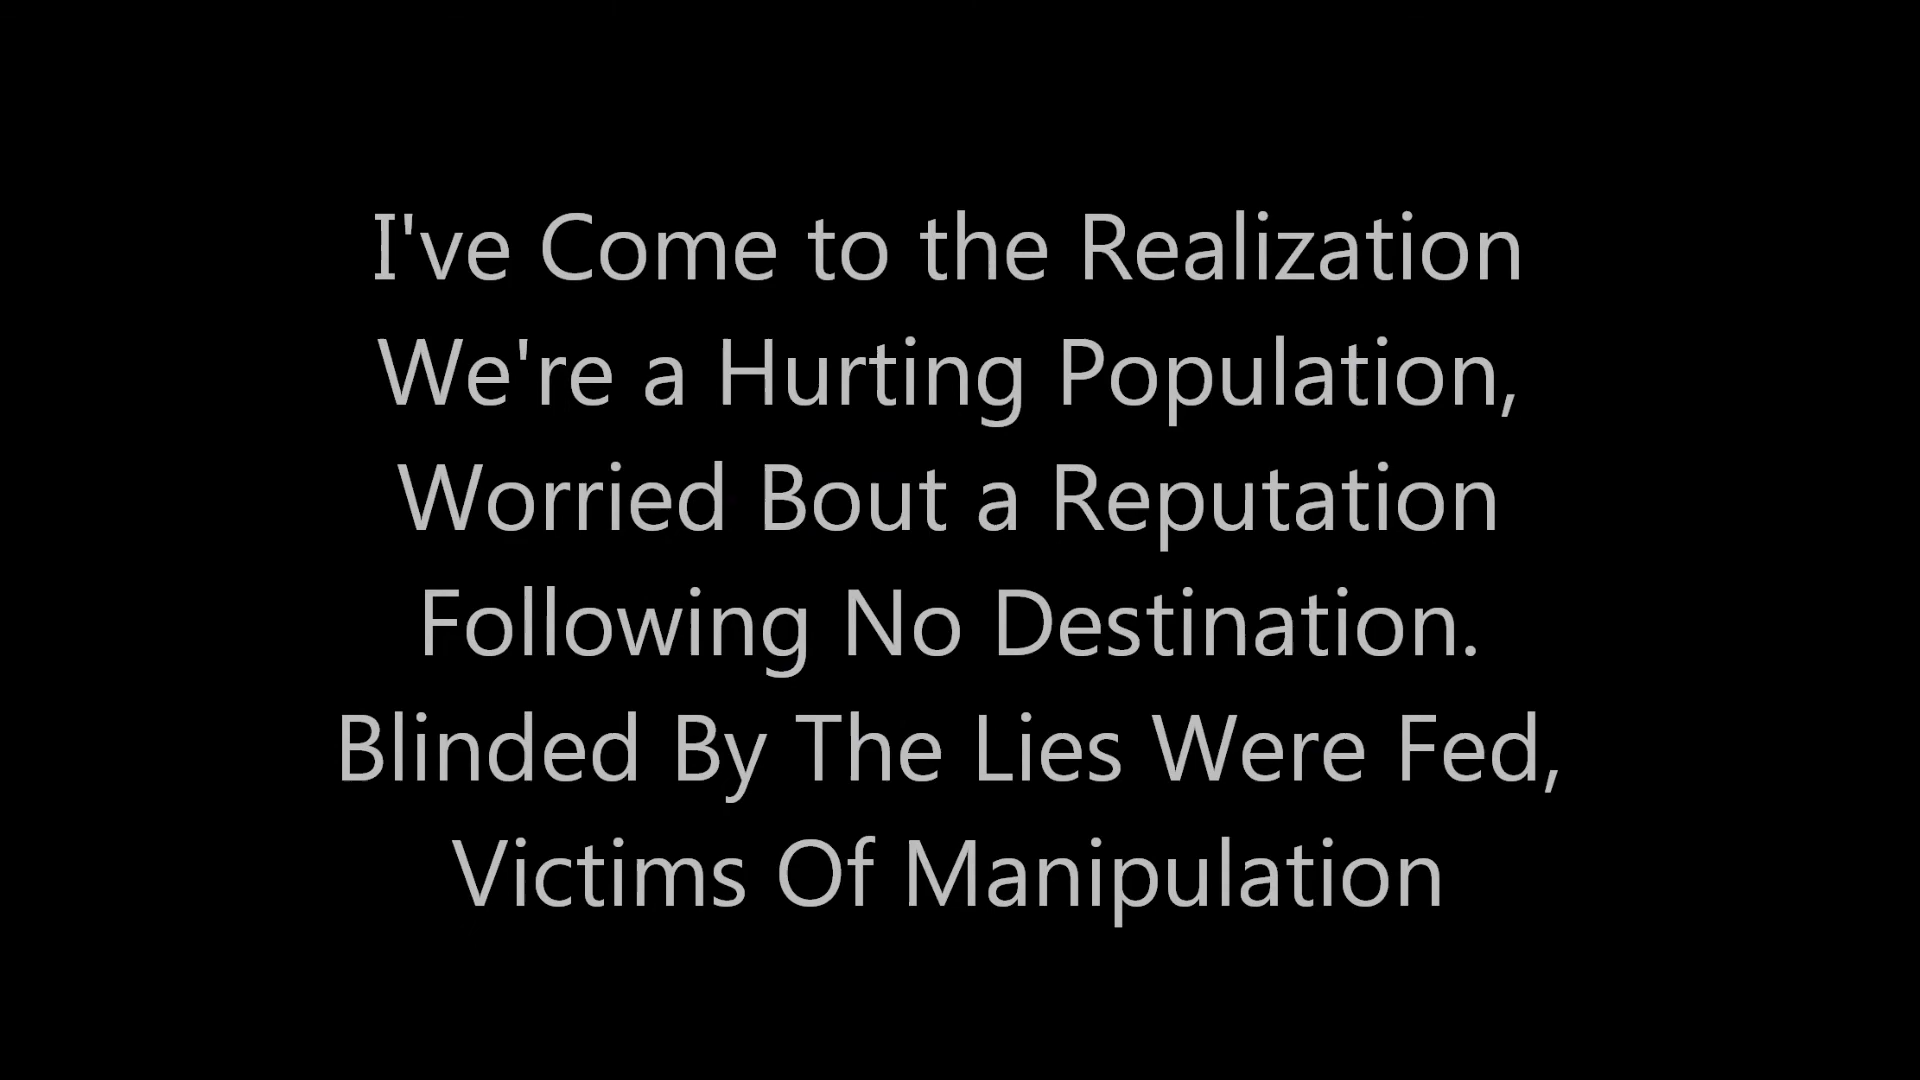 I've Come to the Realization
We're a Hurting Population,
Worried Bout a Reputation
Following No Destination.
Blinded By The Lies Were Fed,
Victims Of Manipulation